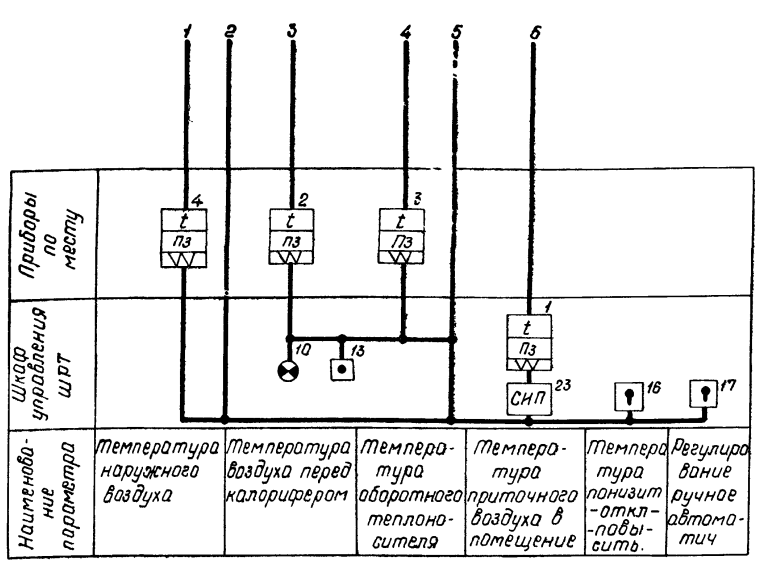 1 2 3 4 5 6
Приборы
по
месту
4
t
пз
2
t
пз
3
t
Пз
Шкаф
управления
ШРТ
10
13
1
t
Пз
СИП
23
16
17
Наименова-
ние
параметра
Температура
наружного
воздуха
Температура
воздуха перед
калорифером
Темпера-
тура
оборотного
теплоно-
сителя
Темпера-
тура
приточного
воздуха в
помещение
Темпера
тура
понизит
-откл-
-повы-
сить.
Регулиро
вание
ручное
автома-
тич